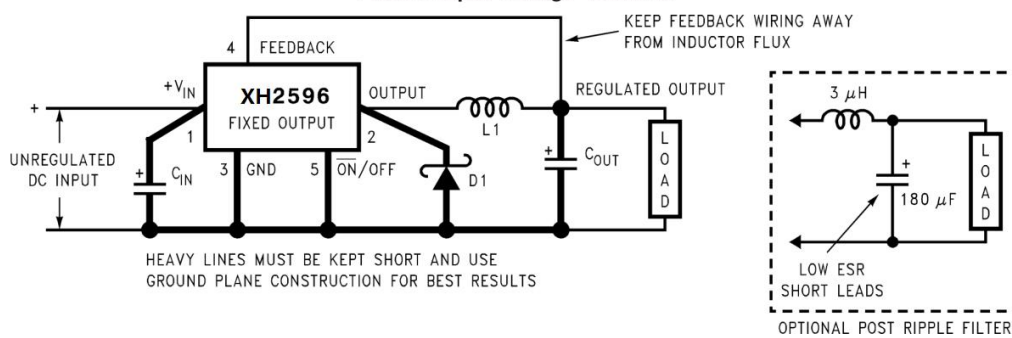 KEEP FEEDBACK WIRING AWAY
FROM INDUCTOR FLUX
4 FEEDBACK
+VIN
XH2596
FIXED OUTPUT
OUTPUT
REGULATED OUTPUT
1
2
L1
+
UNREGULATED
DC INPUT
+
CIN
3 GND
5 ON/OFF
D1
+
COUT
LOAD
HEAVY LINES MUST BE KEPT SHORT AND USE
GROUND PLANE CONSTRUCTION FOR BEST RESULTS
3 μH
+
180 μF
LOAD
LOW ESR
SHORT LEADS
OPTIONAL POST RIPPLE FILTER